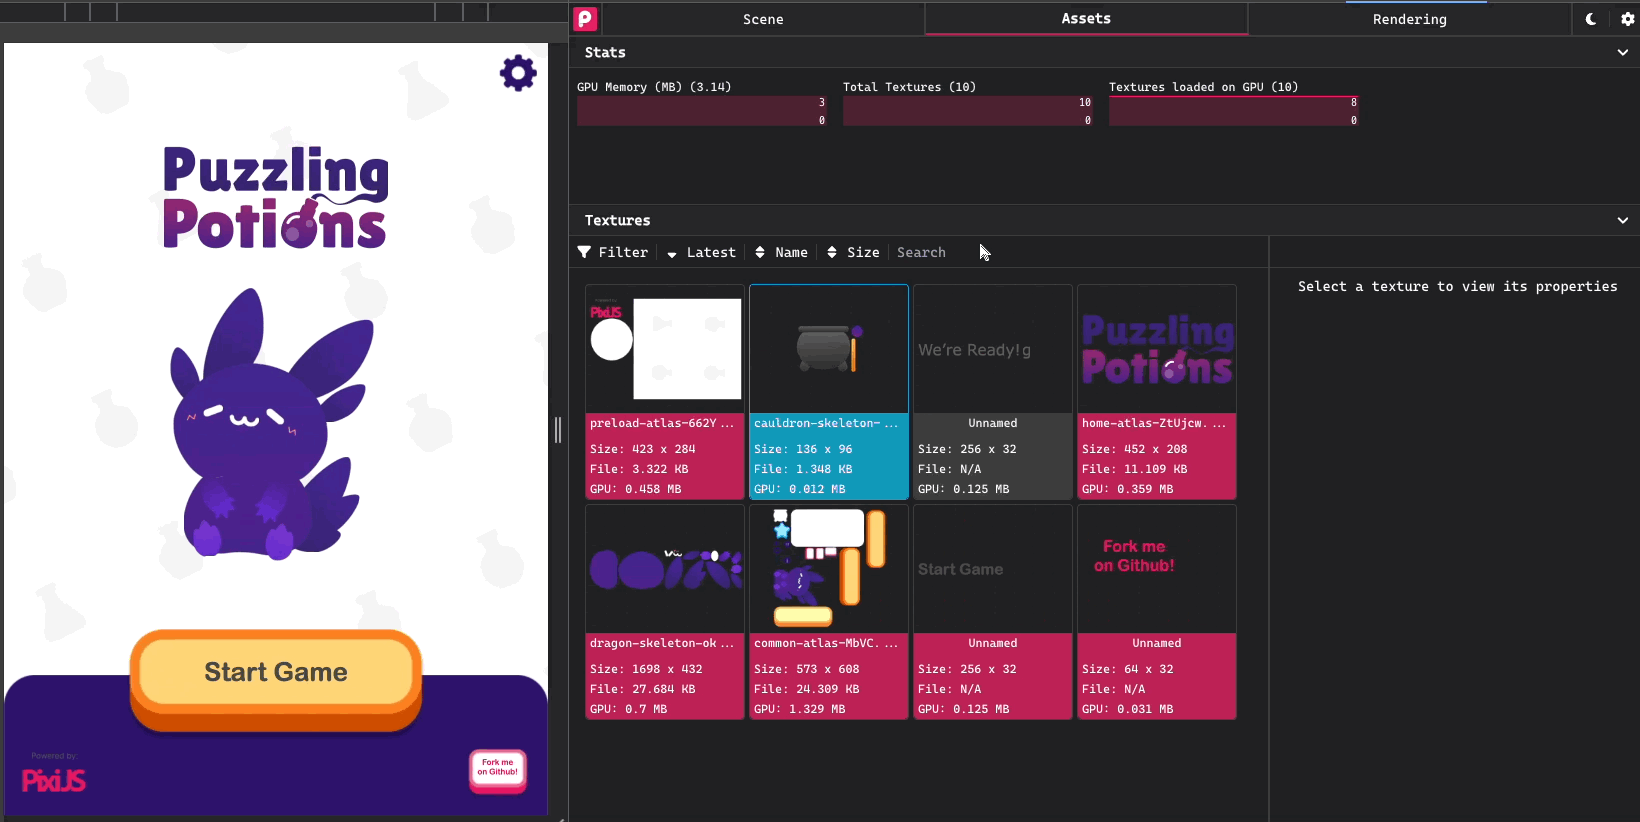 Scene
Assets
Rendering
Stats
GPU Memory (MB) (3.14)
3
0
Total Textures (10)
10
0
Textures loaded on GPU (10)
8
0
Textures
Filter
Latest
Name
Size
Search
Select a texture to view its properties
PixiJS
preload-atlas-662Y ...
Size: 423 x 284
File: 3.322 KB
GPU: 0.458 MB
cauldron-skeleton- ...
Size: 136 x 96
File: 1.348 KB
GPU: 0.012 MB
We're Ready!g
Unnamed
Size: 256 x 32
File: N/A
GPU: 0.125 MB
Puzzling
Potions
home-atlas-ZtUjcw. ...
Size: 452 x 208
File: 11.109 KB
GPU: 0.359 MB
dragon-skeleton-ok ...
Size: 1698 x 432
File: 27.684 KB
GPU: 0.7 MB
common-atlas-MbVC. ...
Size: 573 x 608
File: 24.309 KB
GPU: 1.329 MB
Start Game
Unnamed
Size: 256 x 32
File: N/A
GPU: 0.125 MB
Fork me
on Github!
Unnamed
Size: 64 x 32
File: N/A
GPU: 0.031 MB
Puzzling
Potions
Start Game
Powered by:
PixiJS
Fork me
on Github!